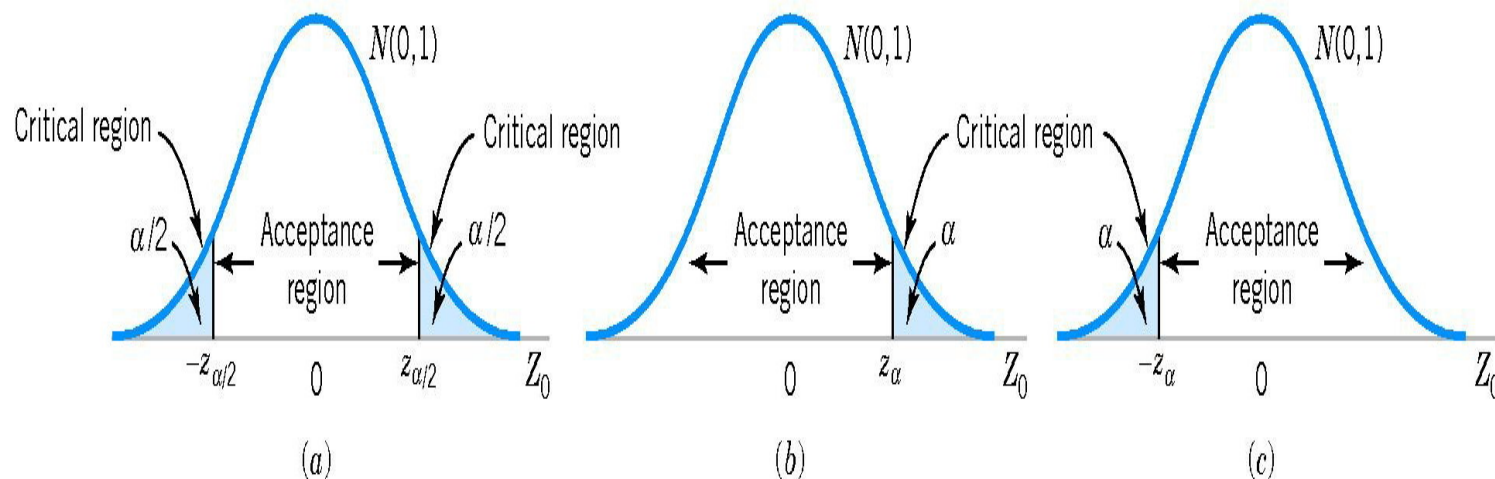 N(0,1)
Critical region
Critical region
α/2
Acceptance
region
α/2
-z_{α/2}
0
z_{α/2}
Z_0
(a)
N(0,1)
Critical region
Acceptance
region
α
0
z_α
(b)
N(0,1)
α
Acceptance
region
-z_α
0
Z_0
(c)